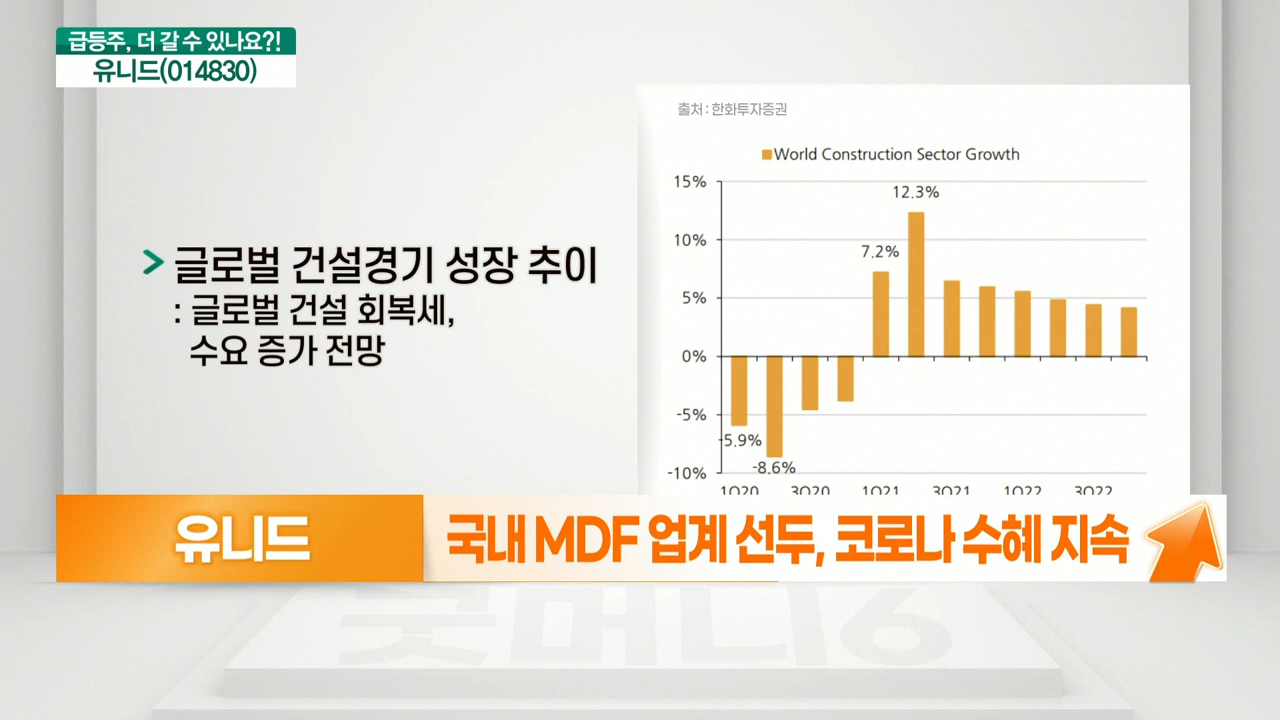 급등주, 더 갈 수 있나요?!
유니드(014830)
출처 : 한화투자증권
World Construction Sector Growth
15%
12.3%
10%
7.2%
5%
0%
-5%
-5.9%
-8.6%
-10%
1Q20 3Q20 1Q21 3Q21 1Q22 3Q22
> 글로벌 건설경기 성장 추이
: 글로벌 건설 회복세,
수요 증가 전망
유니드
국내 MDF 업계 선두, 코로나 수혜 지속
굿머니6